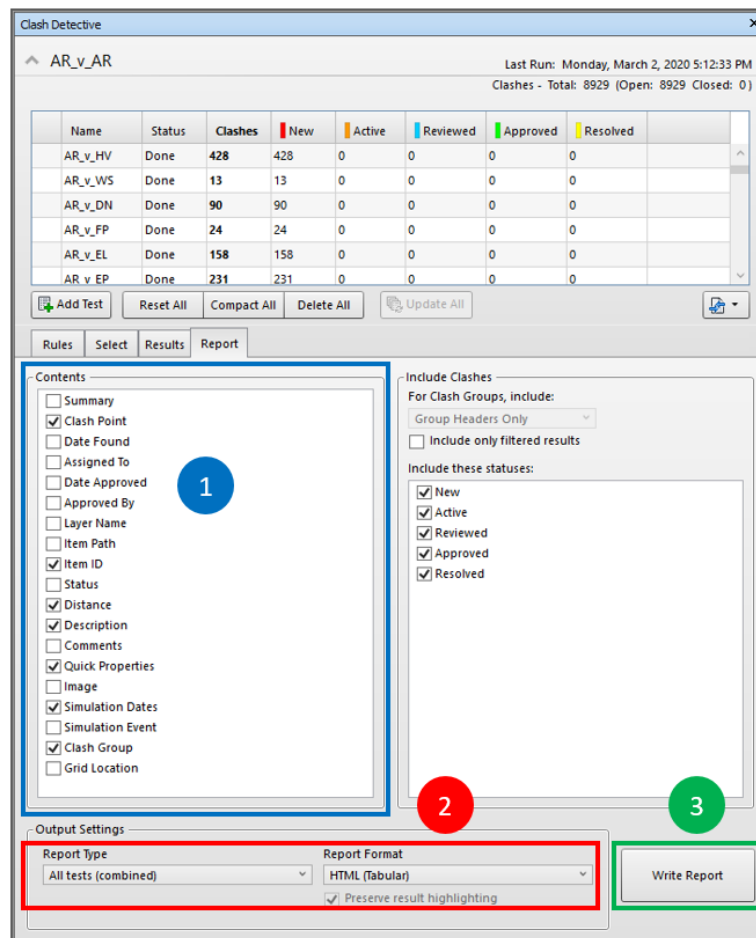 Clash Detective
AR_v_AR
Last Run: Monday, March 2, 2020 5:12:33 PM
Clashes - Total: 8929 (Open: 8929 Closed: 0)
Name Status Clashes New Active Reviewed Approved Resolved
AR_v_HV Done 428 428 0 0 0 0
AR_v_WS Done 13 13 0 0 0 0
AR_v_DN Done 90 90 0 0 0 0
AR_v_FP Done 24 24 0 0 0 0
AR_v_EL Done 158 158 0 0 0 0
AR_v_EP Done 231 231 0 0 0 0
Add Test Reset All Compact All Delete All Update All
Rules Select Results Report
Contents
Summary
Clash Point
Date Found
Assigned To
Date Approved
Approved By
Layer Name
Item Path
Item ID
Status
Distance
Description
Comments
Quick Properties
Image
Simulation Dates
Simulation Event
Clash Group
Grid Location
1
Include Clashes
For Clash Groups, include:
Group Headers Only
Include only filtered results
Include these statuses:
New
Active
Reviewed
Approved
Resolved
2
3
Output Settings
Report Type Report Format
All tests (combined) HTML (Tabular)
Preserve result highlighting
Write Report